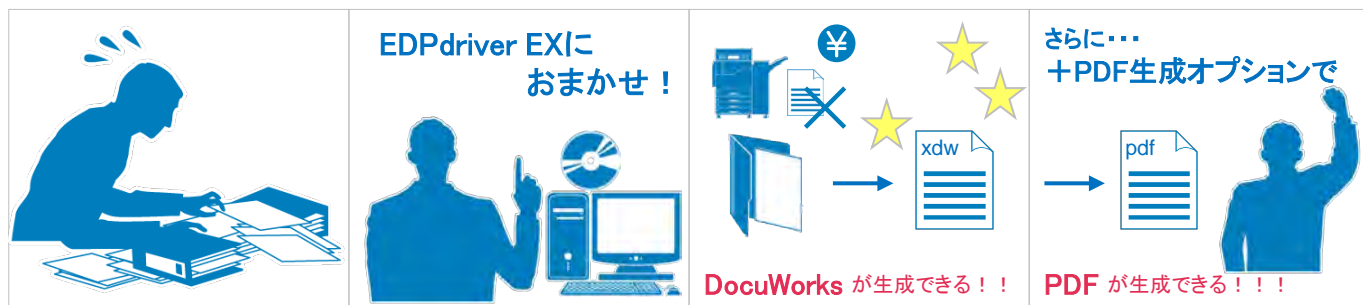 EDPdriver EXに
おまかせ！
¥
xdw
DocuWorks が生成できる！！
さらに･･･
＋PDF生成オプションで
pdf
PDF が生成できる！！！